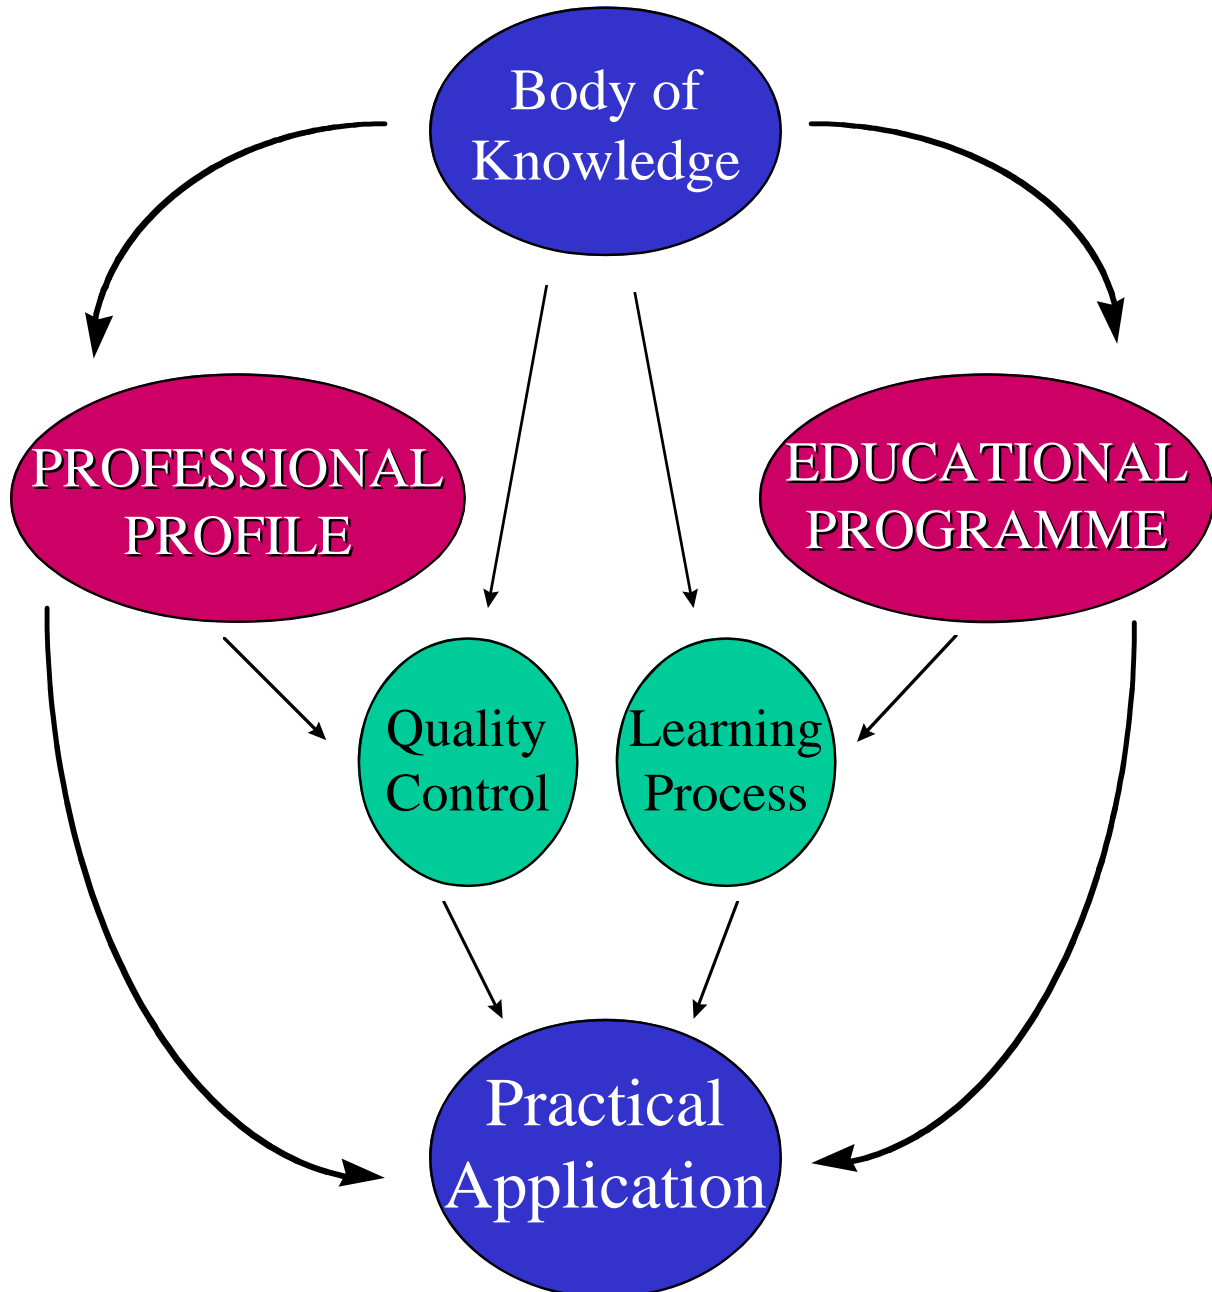 Body of
Knowledge
PROFESSIONAL
PROFILE
EDUCATIONAL
PROGRAMME
Quality
Control
Learning
Process
Practical
Application